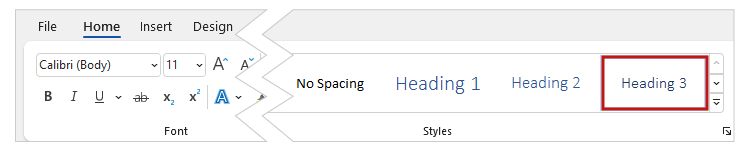 File Home Insert Design
Calibri (Body) 11 A A
No Spacing Heading 1 Heading 2 Heading 3
B I U ab x₂ x² A
Font Styles